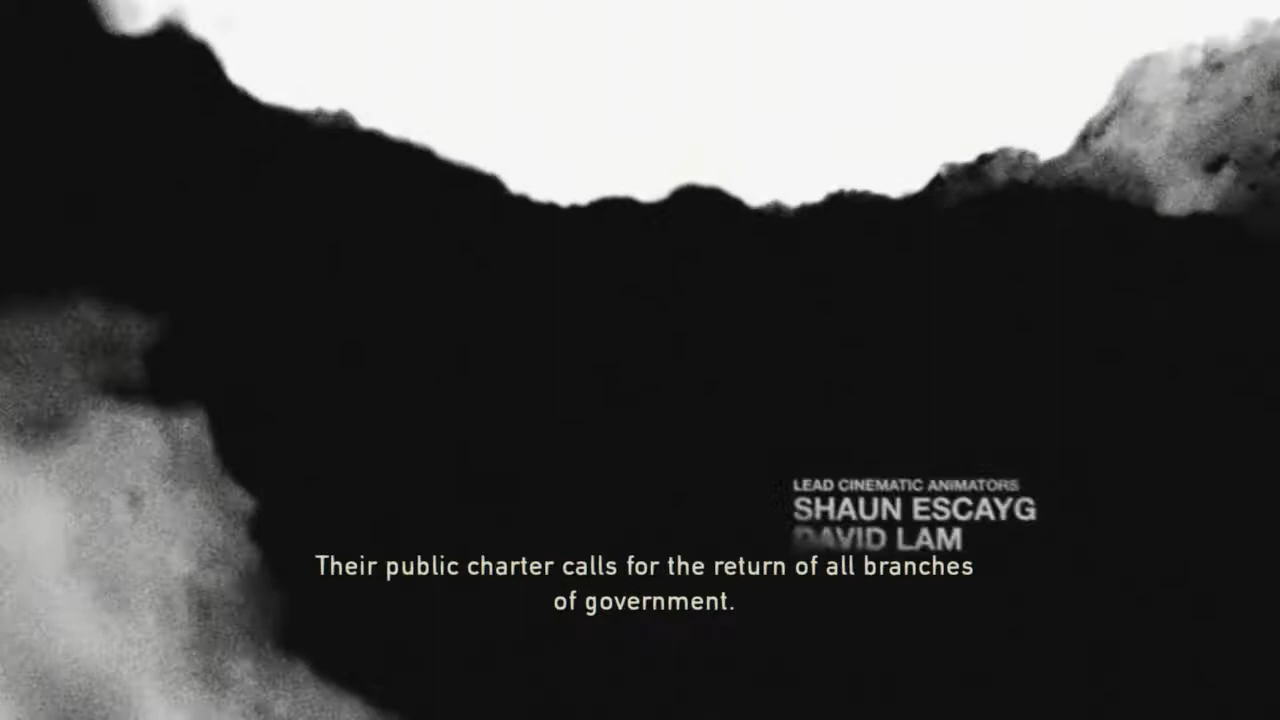 LEAD CINEMATIC ANIMATORS
SHAUN ESCAYG
DAVID LAM
Their public charter calls for the return of all branches
of government.